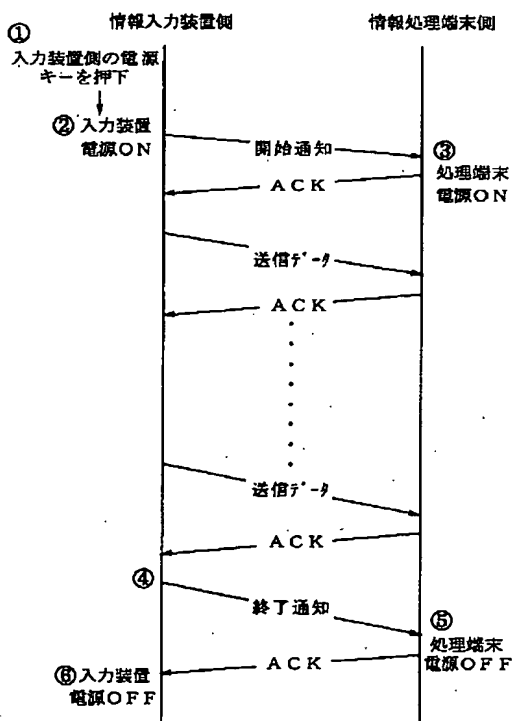 情報入力装置側
情報処理端末側
①
入力装置側の電源
キーを押下
②入力装置
電源ON
開始通知
③
処理端末
電源ON
ACK
送信データ
ACK
送信データ
ACK
④
終了通知
⑤
処理端末
電源OFF
ACK
⑥入力装置
電源OFF